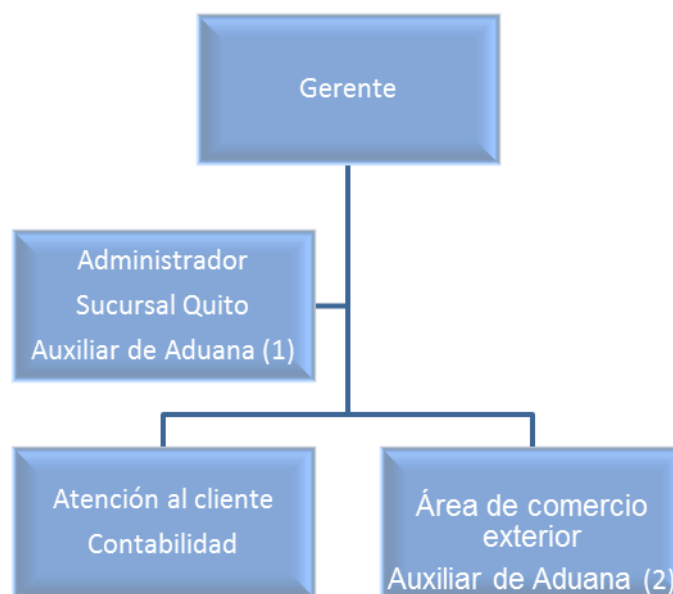 Gerente
Administrador
Sucursal Quito
Auxiliar de Aduana (1)
Atención al cliente
Contabilidad
Área de comercio
exterior
Auxiliar de Aduana (2)